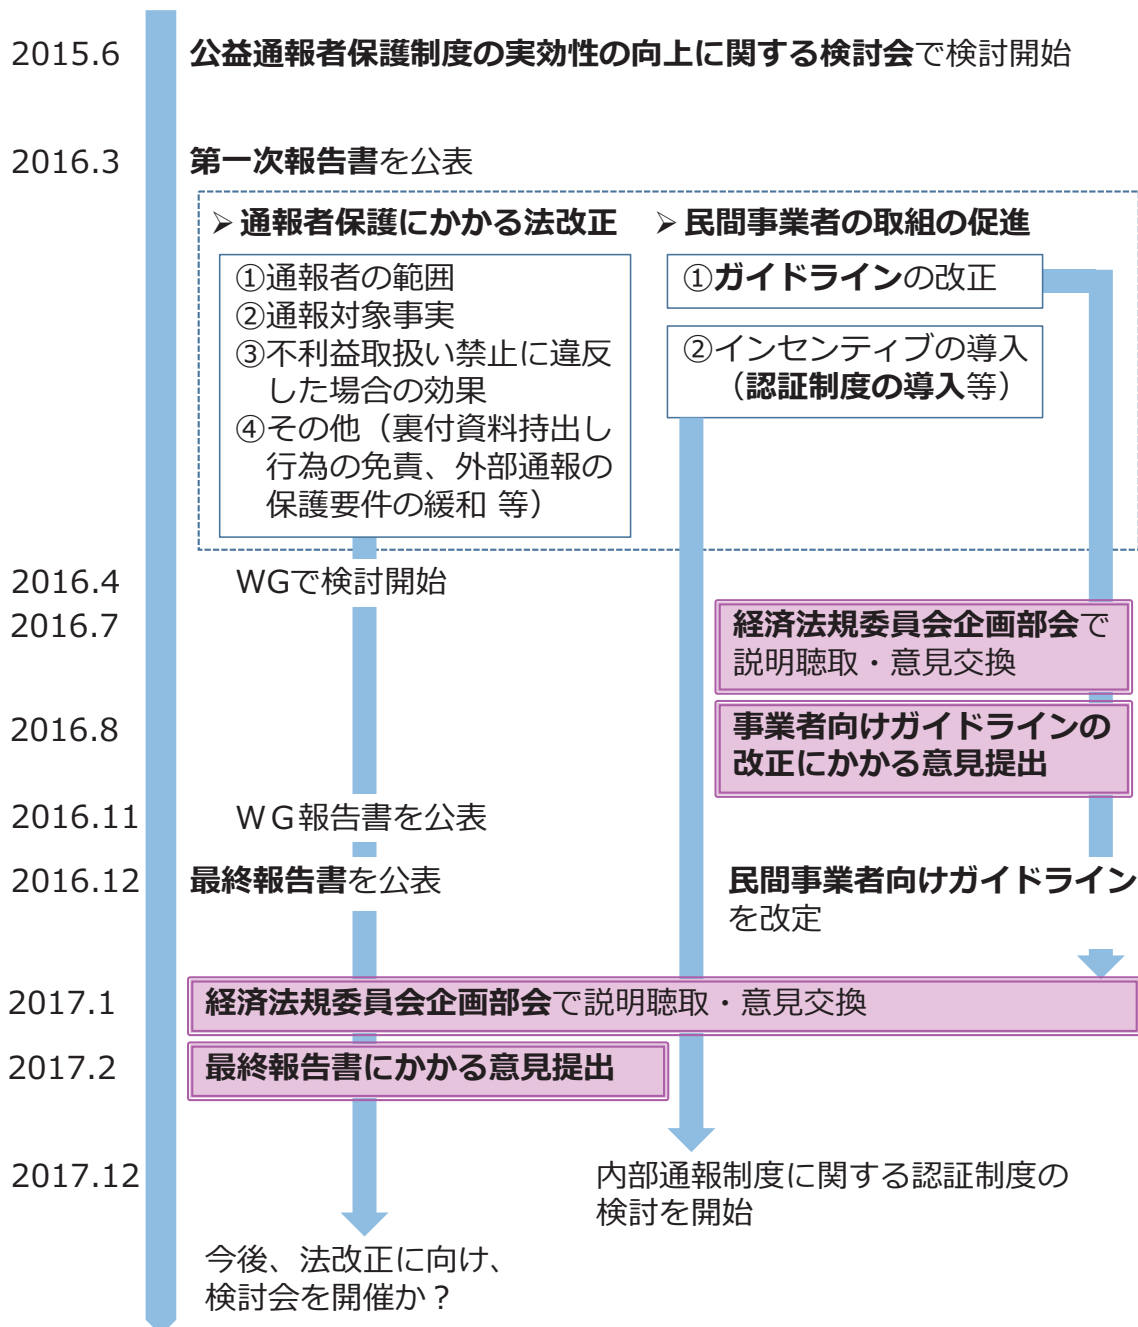 2015.6 公益通報者保護制度の実効性の向上に関する検討会で検討開始
2016.3 第一次報告書を公表
➢ 通報者保護にかかる法改正
①通報者の範囲
②通報対象事実
③不利益取扱い禁止に違反
した場合の効果
④その他（裏付資料持出し
行為の免責、外部通報の
保護要件の緩和 等）
➢ 民間事業者の取組の促進
①ガイドラインの改正
②インセンティブの導入
（認証制度の導入等）
2016.4 WGで検討開始
2016.7 経済法規委員会企画部会で
説明聴取・意見交換
2016.8 事業者向けガイドラインの
改正にかかる意見提出
2016.11 ＷＧ報告書を公表
2016.12 最終報告書を公表
民間事業者向けガイドライン
を改定
2017.1 経済法規委員会企画部会で説明聴取・意見交換
2017.2 最終報告書にかかる意見提出
2017.12 内部通報制度に関する認証制度の
検討を開始
今後、法改正に向け、
検討会を開催か？